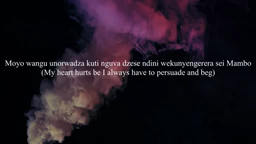 Moyo wangu unorwadza kuti nguva dzese ndini wekunyengerera sei Mambo
(My heart hurts be I always have to persuade and beg)